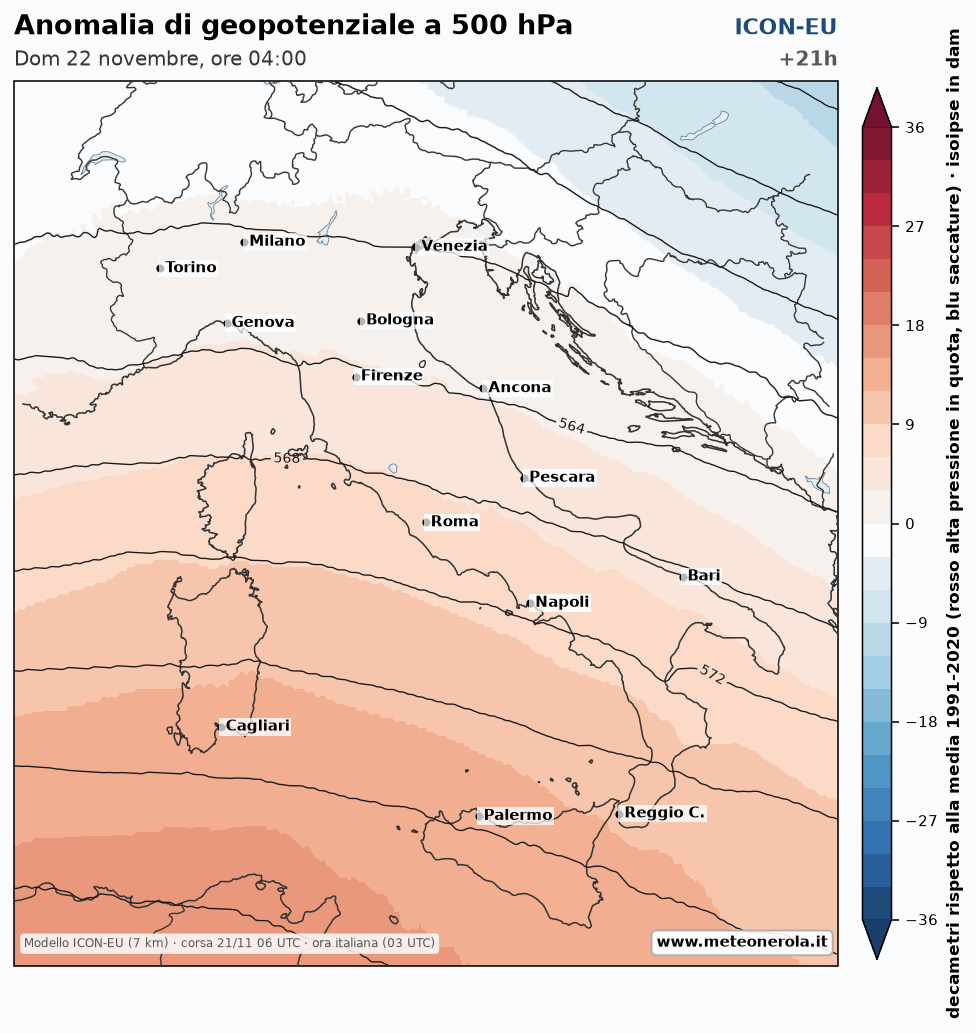 Anomalia di geopotenziale a 500 hPa
ICON-EU
Dom 22 novembre, ore 04:00
+21h
Milano
Venezia
Torino
Genova
Bologna
Firenze
Ancona
564
568
Pescara
Roma
Bari
Napoli
572
Cagliari
Palermo
Reggio C.
Modello ICON-EU (7 km) · corsa 21/11 06 UTC · ora italiana (03 UTC)
www.meteonerola.it
36
27
18
9
0
−9
−18
−27
−36
decametri rispetto alla media 1991-2020 (rosso alta pressione in quota, blu saccature) · isoipse in dam